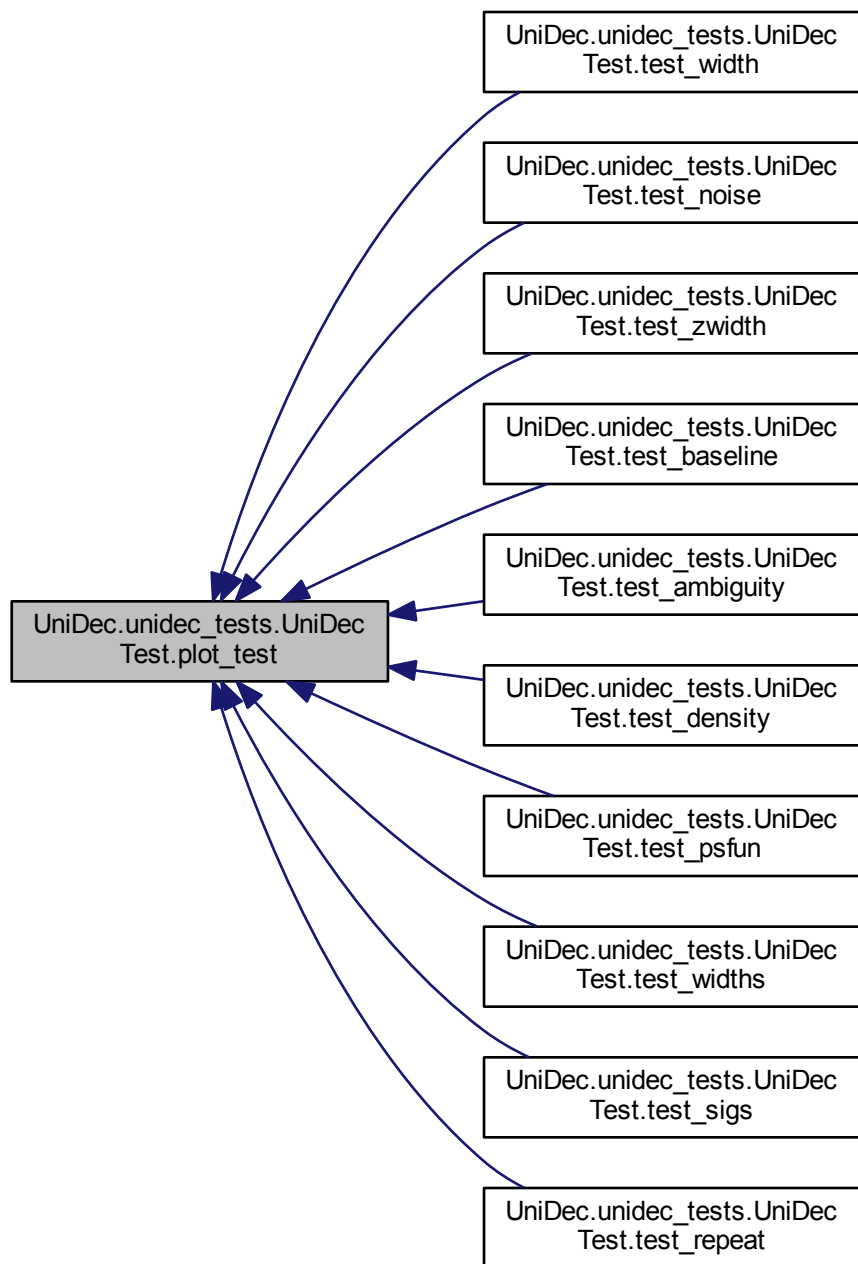 UniDec.unidec_tests.UniDec
Test.test_width
UniDec.unidec_tests.UniDec
Test.test_noise
UniDec.unidec_tests.UniDec
Test.test_zwidth
UniDec.unidec_tests.UniDec
Test.test_baseline
UniDec.unidec_tests.UniDec
Test.test_ambiguity
UniDec.unidec_tests.UniDec
Test.plot_test
UniDec.unidec_tests.UniDec
Test.test_density
UniDec.unidec_tests.UniDec
Test.test_psfun
UniDec.unidec_tests.UniDec
Test.test_widths
UniDec.unidec_tests.UniDec
Test.test_sigs
UniDec.unidec_tests.UniDec
Test.test_repeat